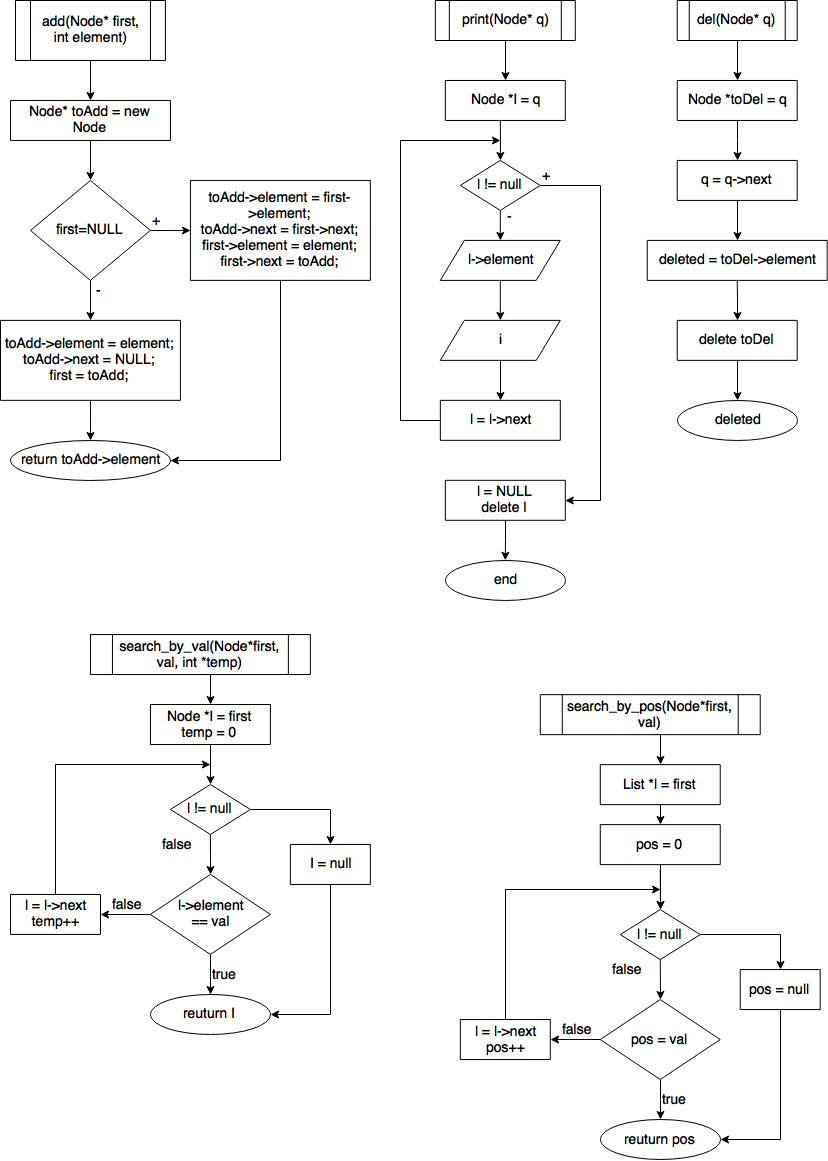 add(Node* first,
int element)
Node* toAdd = new
Node
first=NULL
+
-
toAdd->element = first-
>element;
toAdd->next = first->next;
first->element = element;
first->next = toAdd;
toAdd->element = element;
toAdd->next = NULL;
first = toAdd;
return toAdd->element
print(Node* q)
Node *l = q
l != null
+
-
l->element
i
l = l->next
l = NULL
delete l
end
del(Node* q)
Node *toDel = q
q = q->next
deleted = toDel->element
delete toDel
deleted
search_by_val(Node*first,
val, int *temp)
Node *l = first
temp = 0
l != null
false
l = null
l->element
== val
false
l = l->next
temp++
true
reuturn l
search_by_pos(Node*first,
val)
List *l = first
pos = 0
l != null
false
pos = null
pos = val
false
l = l->next
pos++
true
reuturn pos